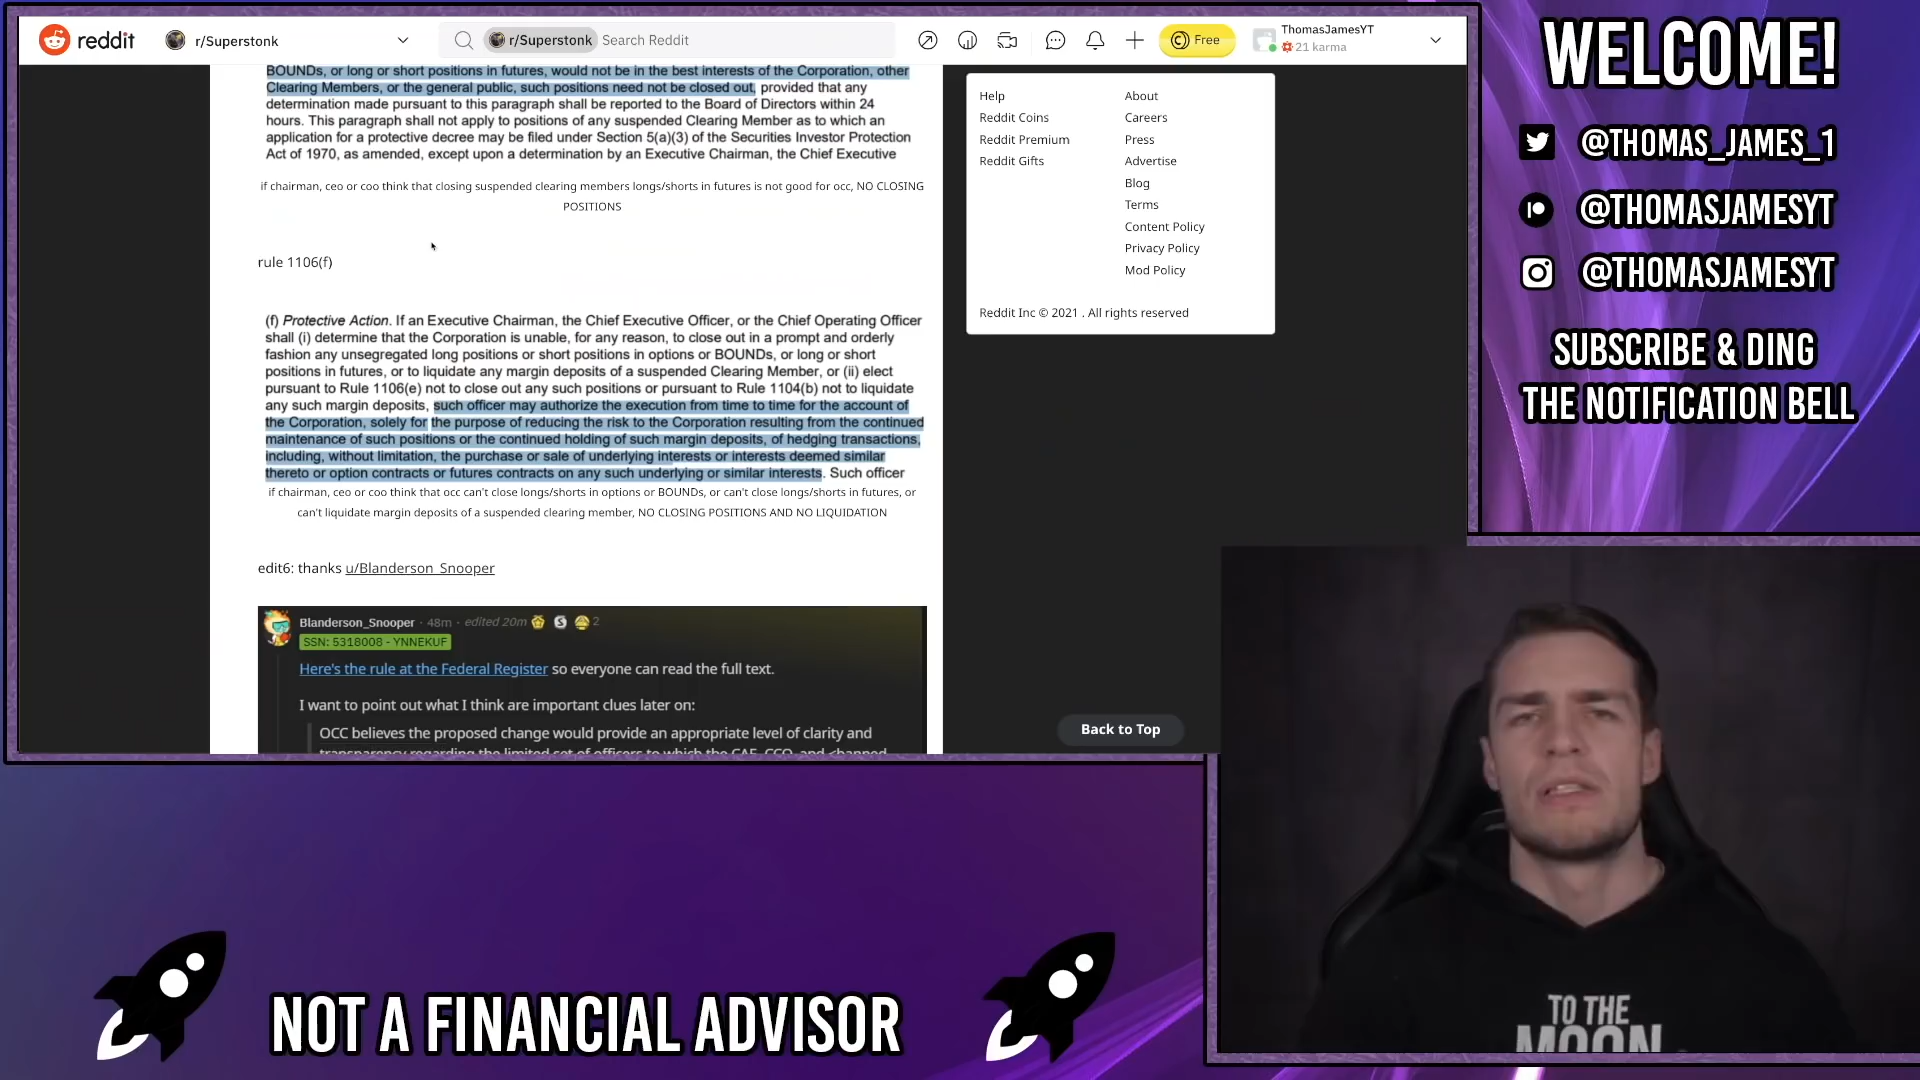 reddit
r/Superstonk
r/Superstonk Search Reddit
Free
ThomasJamesYT
21 karma
BOUNDs, or long or short positions in futures, would not be in the best interests of the Corporation, other
Clearing Members, or the general public, such positions need not be closed out, provided that any
determination made pursuant to this paragraph shall be reported to the Board of Directors within 24
hours. This paragraph shall not apply to positions of any suspended Clearing Member as to which an
application for a protective decree may be filed under Section 5(a)(3) of the Securities Investor Protection
Act of 1970, as amended, except upon a determination by an Executive Chairman, the Chief Executive
if chairman, ceo or coo think that closing suspended clearing members longs/shorts in futures is not good for occ, NO CLOSING
POSITIONS
rule 1106(f)
(f) Protective Action. If an Executive Chairman, the Chief Executive Officer, or the Chief Operating Officer
shall (i) determine that the Corporation is unable, for any reason, to close out in a prompt and orderly
fashion any unsegregated long positions or short positions in options or BOUNDs, or long or short
positions in futures, or to liquidate any margin deposits of a suspended Clearing Member, or (ii) elect
pursuant to Rule 1106(e) not to close out any such positions or pursuant to Rule 1104(b) not to liquidate
any such margin deposits, such officer may authorize the execution from time to time for the account of
the Corporation, solely for the purpose of reducing the risk to the Corporation resulting from the continued
maintenance of such positions or the continued holding of such margin deposits, of hedging transactions,
including, without limitation, the purchase or sale of underlying interests or interests deemed similar
thereto or option contracts or futures contracts on any such underlying or similar interests. Such officer
if chairman, ceo or coo think that occ can't close longs/shorts in options or BOUNDs, or can't close longs/shorts in futures, or
can't liquidate margin deposits of a suspended clearing member, NO CLOSING POSITIONS AND NO LIQUIDATION
edit6: thanks u/Blanderson_Snooper
Blanderson_Snooper · 48m · edited 20m 2
SSN: 5318008 - YNNEKUF
Here's the rule at the Federal Register so everyone can read the full text.
I want to point out what I think are important clues later on:
OCC believes the proposed change would provide an appropriate level of clarity and
transparency regarding the limited set of officers to which the CAE, CCO, and
Help
Reddit Coins
Reddit Premium
Reddit Gifts
About
Careers
Press
Advertise
Blog
Terms
Content Policy
Privacy Policy
Mod Policy
Reddit Inc © 2021 . All rights reserved
Back to Top
WELCOME!
@THOMAS_JAMES_1
@THOMASJAMESYT
@THOMASJAMESYT
SUBSCRIBE & DING
THE NOTIFICATION BELL
TO THE
MOON
NOT A FINANCIAL ADVISOR